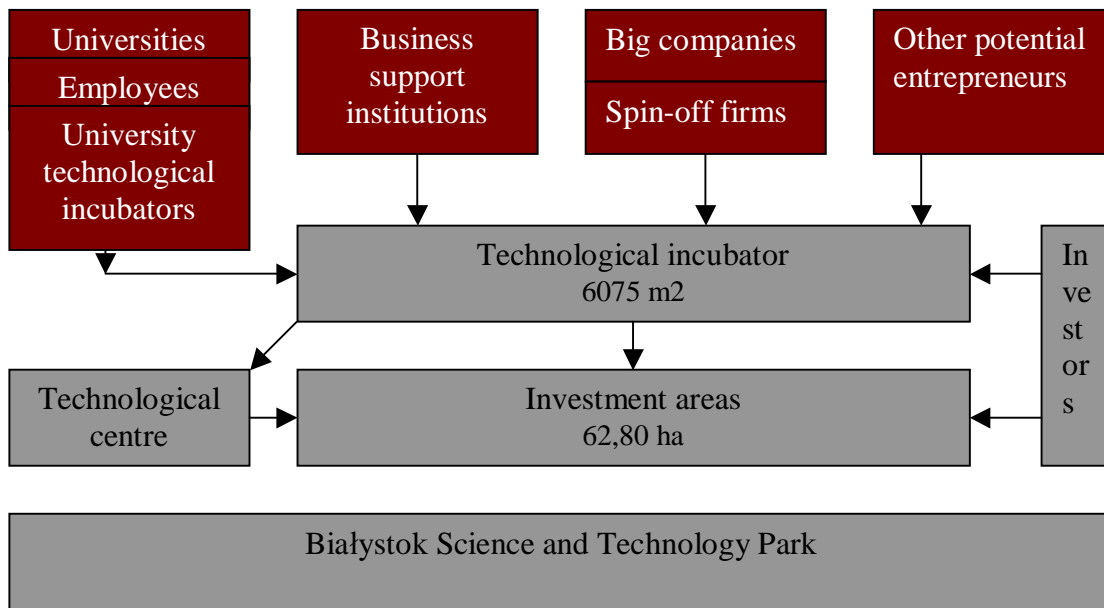 Universities
Employees
University
technological
incubators
Business
support
institutions
Big companies
Spin-off firms
Other potential
entrepreneurs
Technological incubator
6075 m2
In
ve
st
or
s
Technological
centre
Investment areas
62,80 ha
Białystok Science and Technology Park